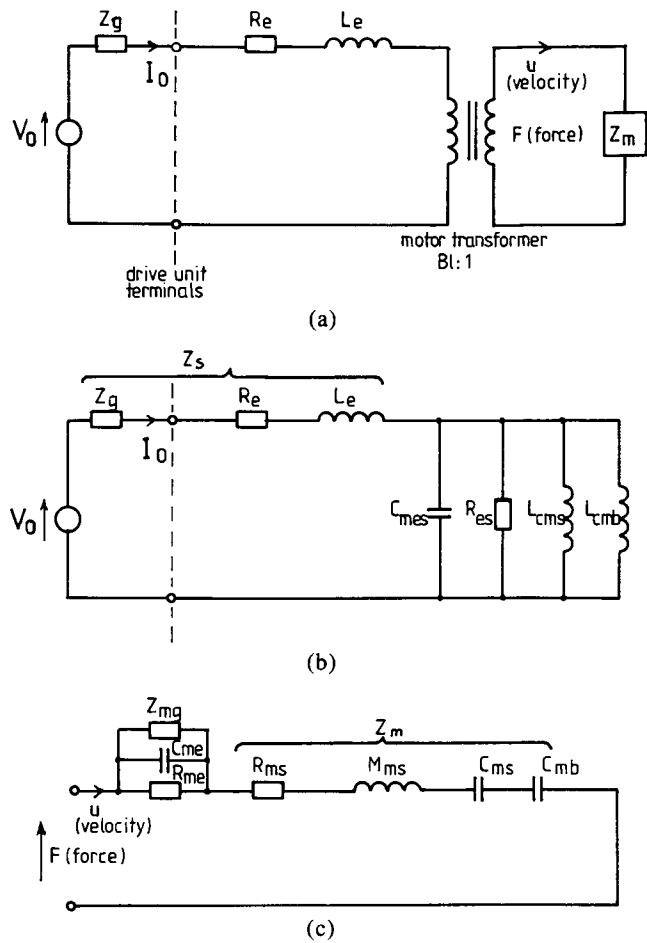 Zg
Re
Le
I0
u
(velocity)
V0
F (force)
Zm
motor transformer
Bl:1
drive unit
terminals
(a)
Zs
Zg
Re
Le
I0
V0
Cmes
Res
Lcms
Lcmb
(b)
Zmg
Cme
Rme
Zm
Rms
Mms
Cms
Cmb
u
(velocity)
F (force)
(c)